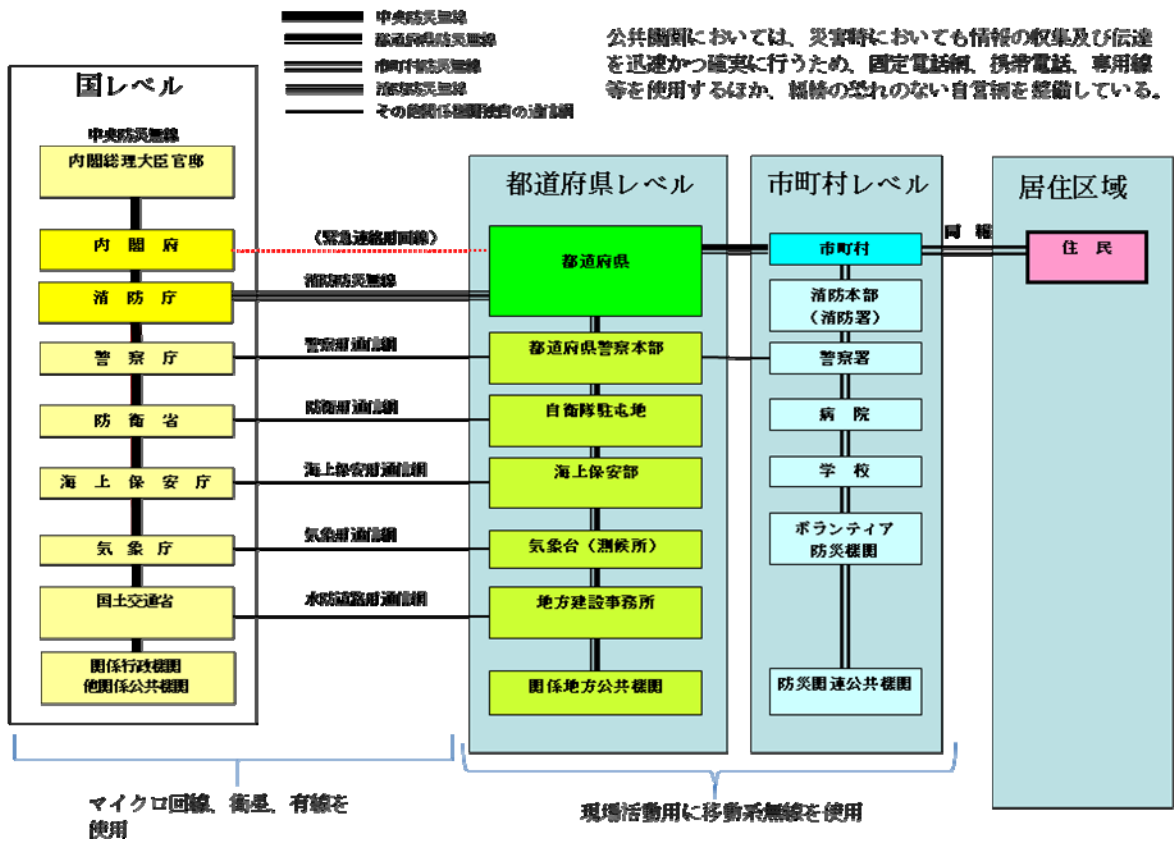 中央防災無線
都道府県防災無線
市町村防災無線
消防防災無線
その他関係機関独自の通信網
公共機関においては、災害時においても情報の収集及び伝達
を迅速かつ確実に行うため、固定電話網、携帯電話、専用線
等を使用するほか、輻輳の恐れのない自営網を整備している。
国レベル
中央防災無線
内閣総理大臣官邸
内閣府
消防庁
警察庁
防衛省
海上保安庁
気象庁
国土交通省
関係行政機関
他関係公共機関
(緊急連絡用回線)
消防防災無線
警察用通信網
防衛用通信網
海上保安用通信網
気象用通信網
水防道路用通信網
都道府県レベル
都道府県
都道府県警察本部
自衛隊駐屯地
海上保安部
気象台(測候所)
地方建設事務所
関係地方公共機関
市町村レベル
市町村
消防本部
(消防署)
警察署
病院
学校
ボランティア
防災機関
防災関連公共機関
同報
居住区域
住民
マイクロ回線、衛星、有線を
使用
現場活動用に移動系無線を使用